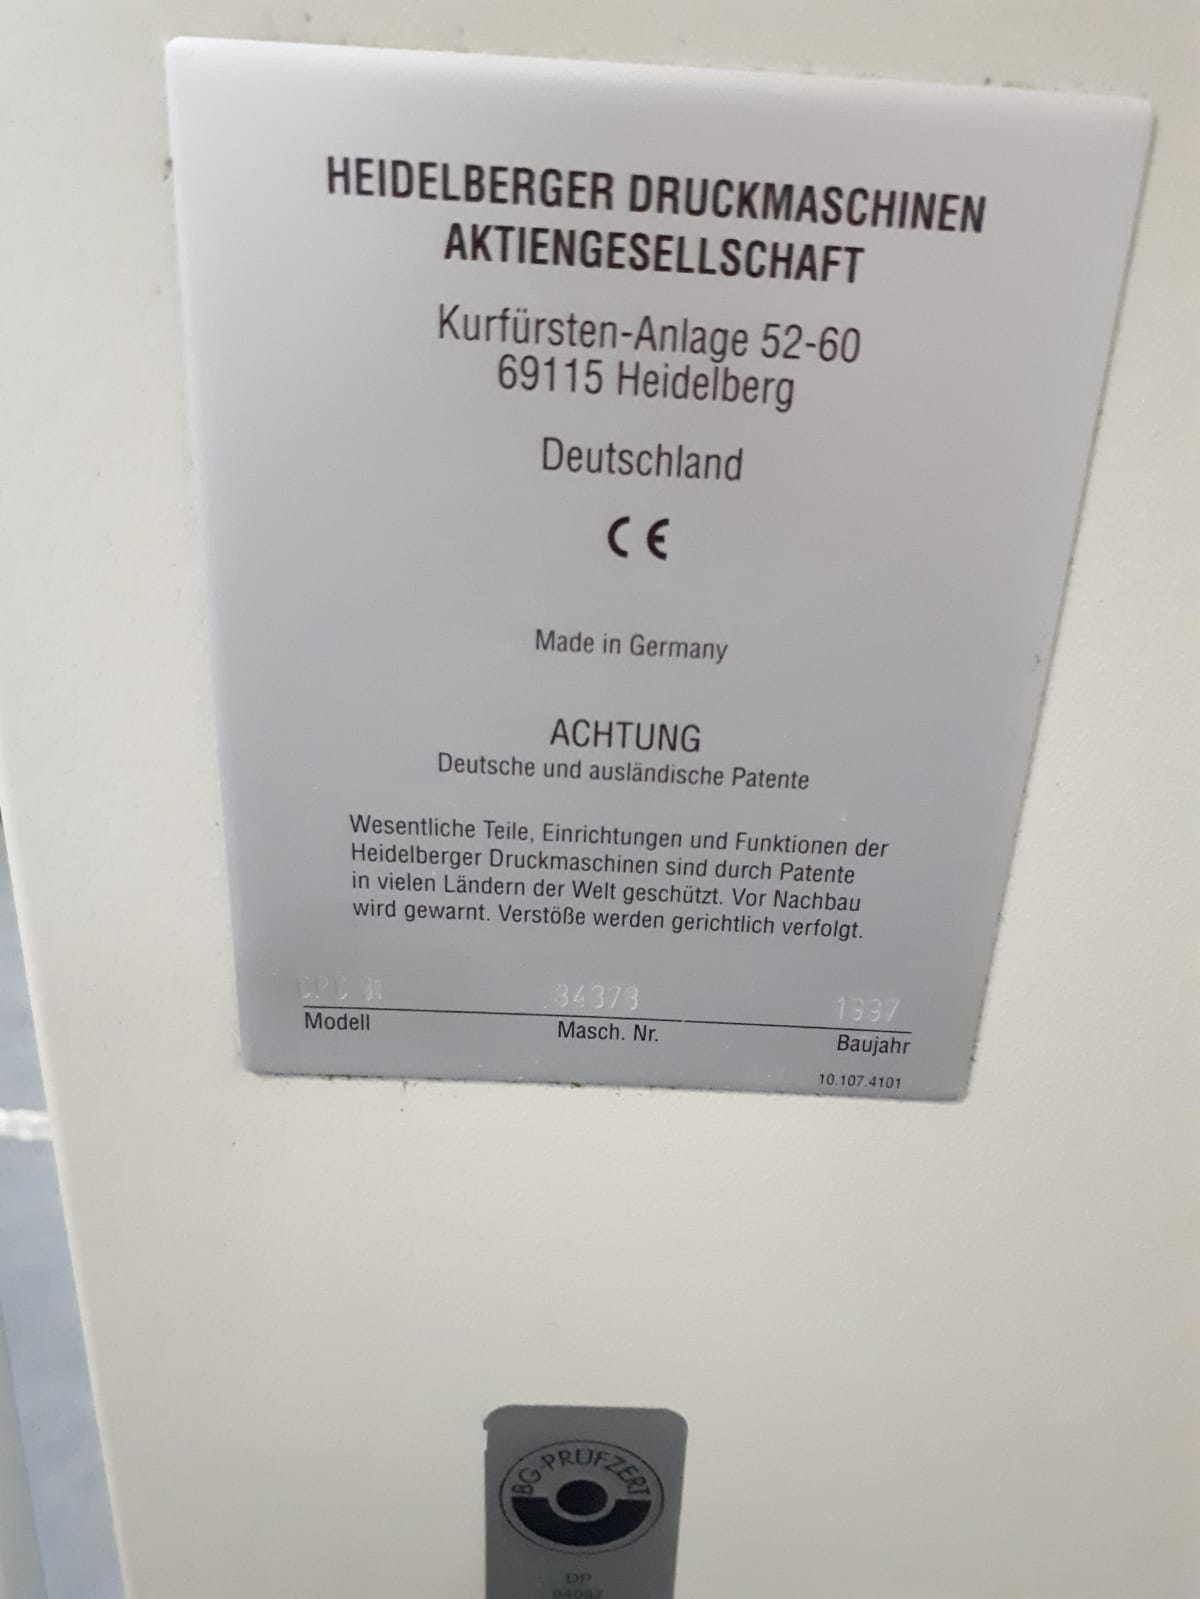 HEIDELBERGER DRUCKMASCHINEN
AKTIENGESELLSCHAFT
Kurfürsten-Anlage 52-60
69115 Heidelberg
Deutschland
CE
Made in Germany
ACHTUNG
Deutsche und ausländische Patente
Wesentliche Teile, Einrichtungen und Funktionen der
Heidelberger Druckmaschinen sind durch Patente
in vielen Ländern der Welt geschützt. Vor Nachbau
wird gewarnt. Verstöße werden gerichtlich verfolgt.
1997
Modell Masch. Nr. Baujahr
10.107.4101
BG-PRÜFZERT
DP